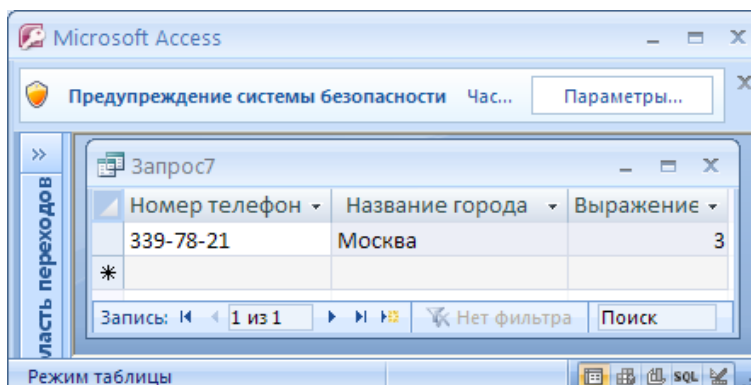 Microsoft Access
Предупреждение системы безопасности Час... Параметры...
Запрос7
Номер телефон Название города Выражение
339-78-21 Москва 3
Запись: 1 из 1 Нет фильтра Поиск
ласть переходов
Режим таблицы SQL